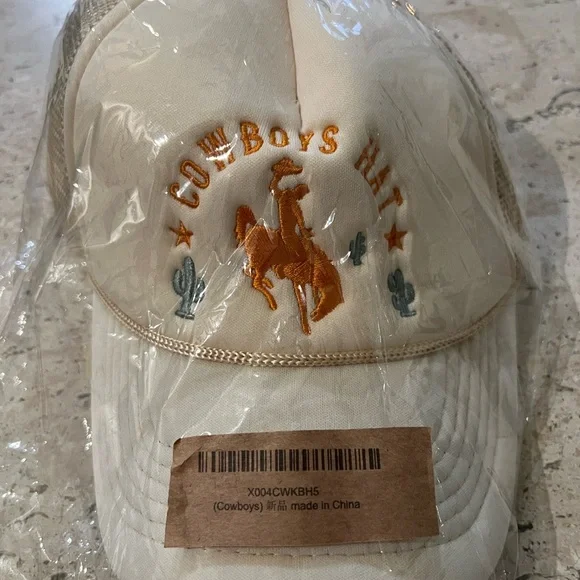 COWBOYS HAT
X004CWKBH5
(Cowboys) 新品 made in China